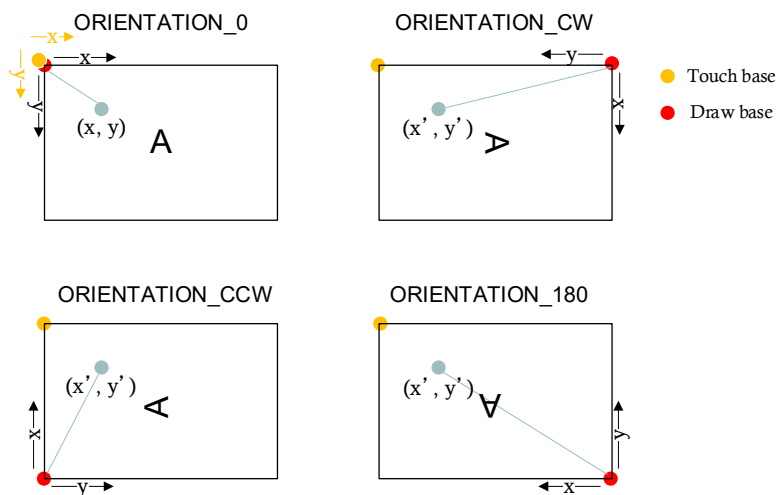 ORIENTATION_0
x
x
y
y
(x, y)
A
ORIENTATION_CW
y
x
(x', y')
A
Touch base
Draw base
ORIENTATION_CCW
(x', y')
A
x
y
ORIENTATION_180
(x', y')
A
y
x